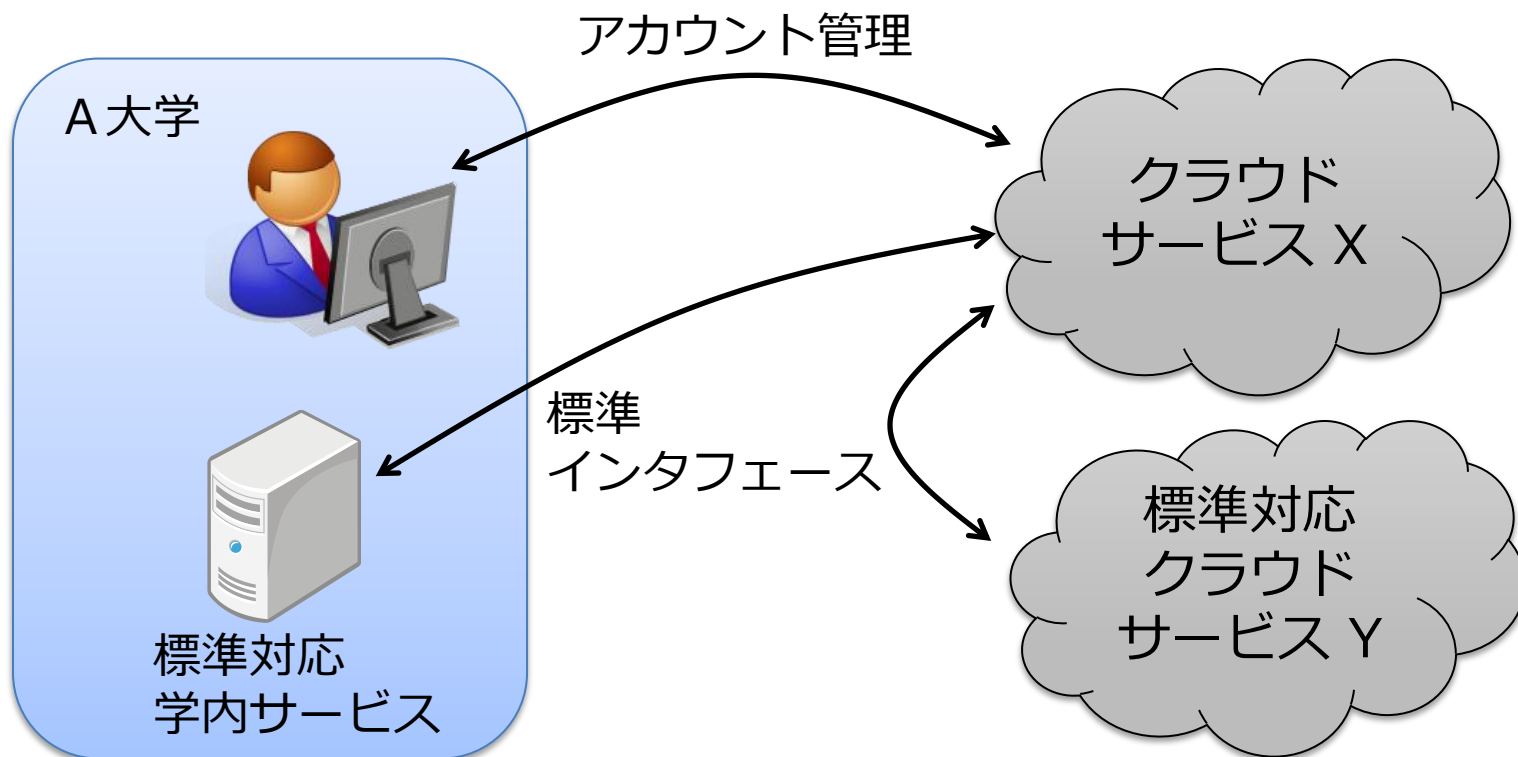 アカウント管理
A大学
クラウド
サービス X
標準
インタフェース
標準対応
クラウド
サービス Y
標準対応
学内サービス